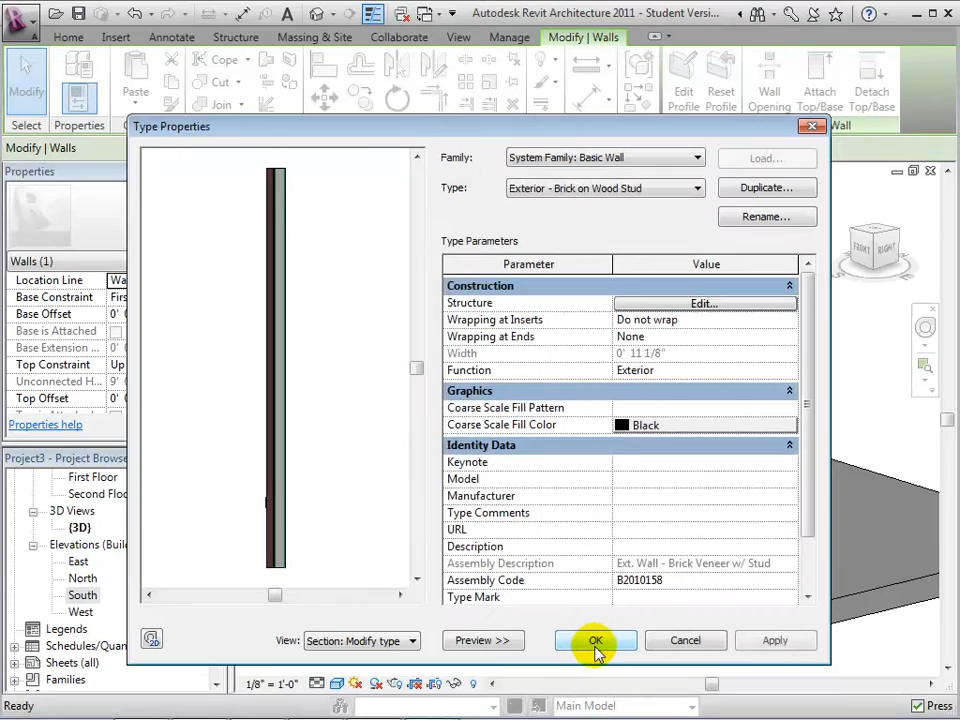 Autodesk Revit Architecture 2011 - Student Versi...
Home Insert Annotate Structure Massing & Site Collaborate View Manage Modify | Walls
Modify Paste Cope Cut Join Edit Profile Reset Profile Wall Opening Attach Top/Base Detach Top/Base
Select Properties Wall
Modify | Walls
Type Properties
Properties
Family: System Family: Basic Wall Load...
Type: Exterior - Brick on Wood Stud Duplicate...
Rename...
Type Parameters
Parameter Value
Construction
Structure Edit...
Wrapping at Inserts Do not wrap
Wrapping at Ends None
Width 0' 11 1/8"
Function Exterior
Graphics
Coarse Scale Fill Pattern
Coarse Scale Fill Color Black
Identity Data
Keynote
Model
Manufacturer
Type Comments
URL
Description
Assembly Description Ext. Wall - Brick Veneer w/ Stud
Assembly Code B2010158
Type Mark
View: Section: Modify type Preview >> OK Cancel Apply
2D
Walls (1)
Location Line Wa
Base Constraint Firs
Base Offset 0'
Base is Attached
Base Extension ... 0'
Top Constraint Up
Unconnected H... 9'
Top Offset 0'
Properties help
Project3 - Project Browse
First Floor
Second Floo
3D Views
{3D}
Elevations (Buil
East
North
South
West
Legends
Schedules/Quan
Sheets (all)
Families
FRONT RIGHT
1/8" = 1'-0"
Ready Main Model Press